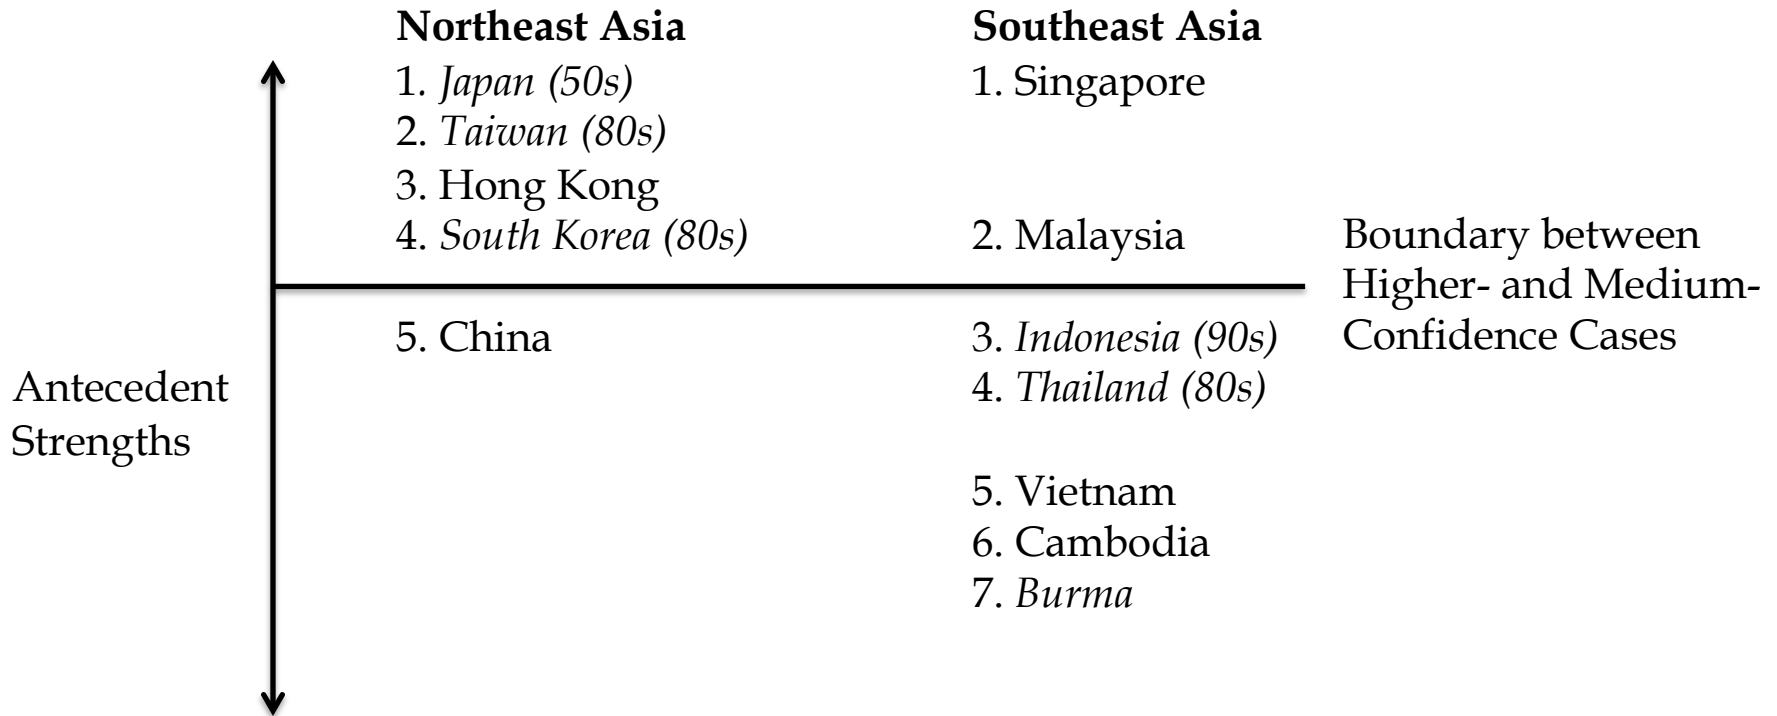 Northeast Asia
1. Japan (50s)
2. Taiwan (80s)
3. Hong Kong
4. South Korea (80s)
5. China
Southeast Asia
1. Singapore
2. Malaysia
3. Indonesia (90s)
4. Thailand (80s)
5. Vietnam
6. Cambodia
7. Burma
Boundary between
Higher- and Medium-
Confidence Cases
Antecedent
Strengths